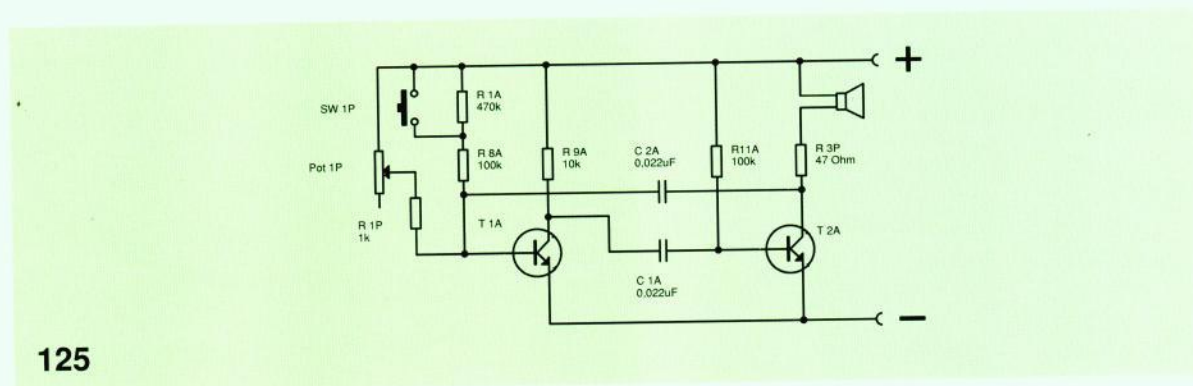 +
SW 1P
R 1A
470k
Pot 1P
R 8A
100k
R 9A
10k
C 2A
0,022uF
R11A
100k
R 3P
47 Ohm
R 1P
1k
T 1A
T 2A
C 1A
0,022uF
−
125